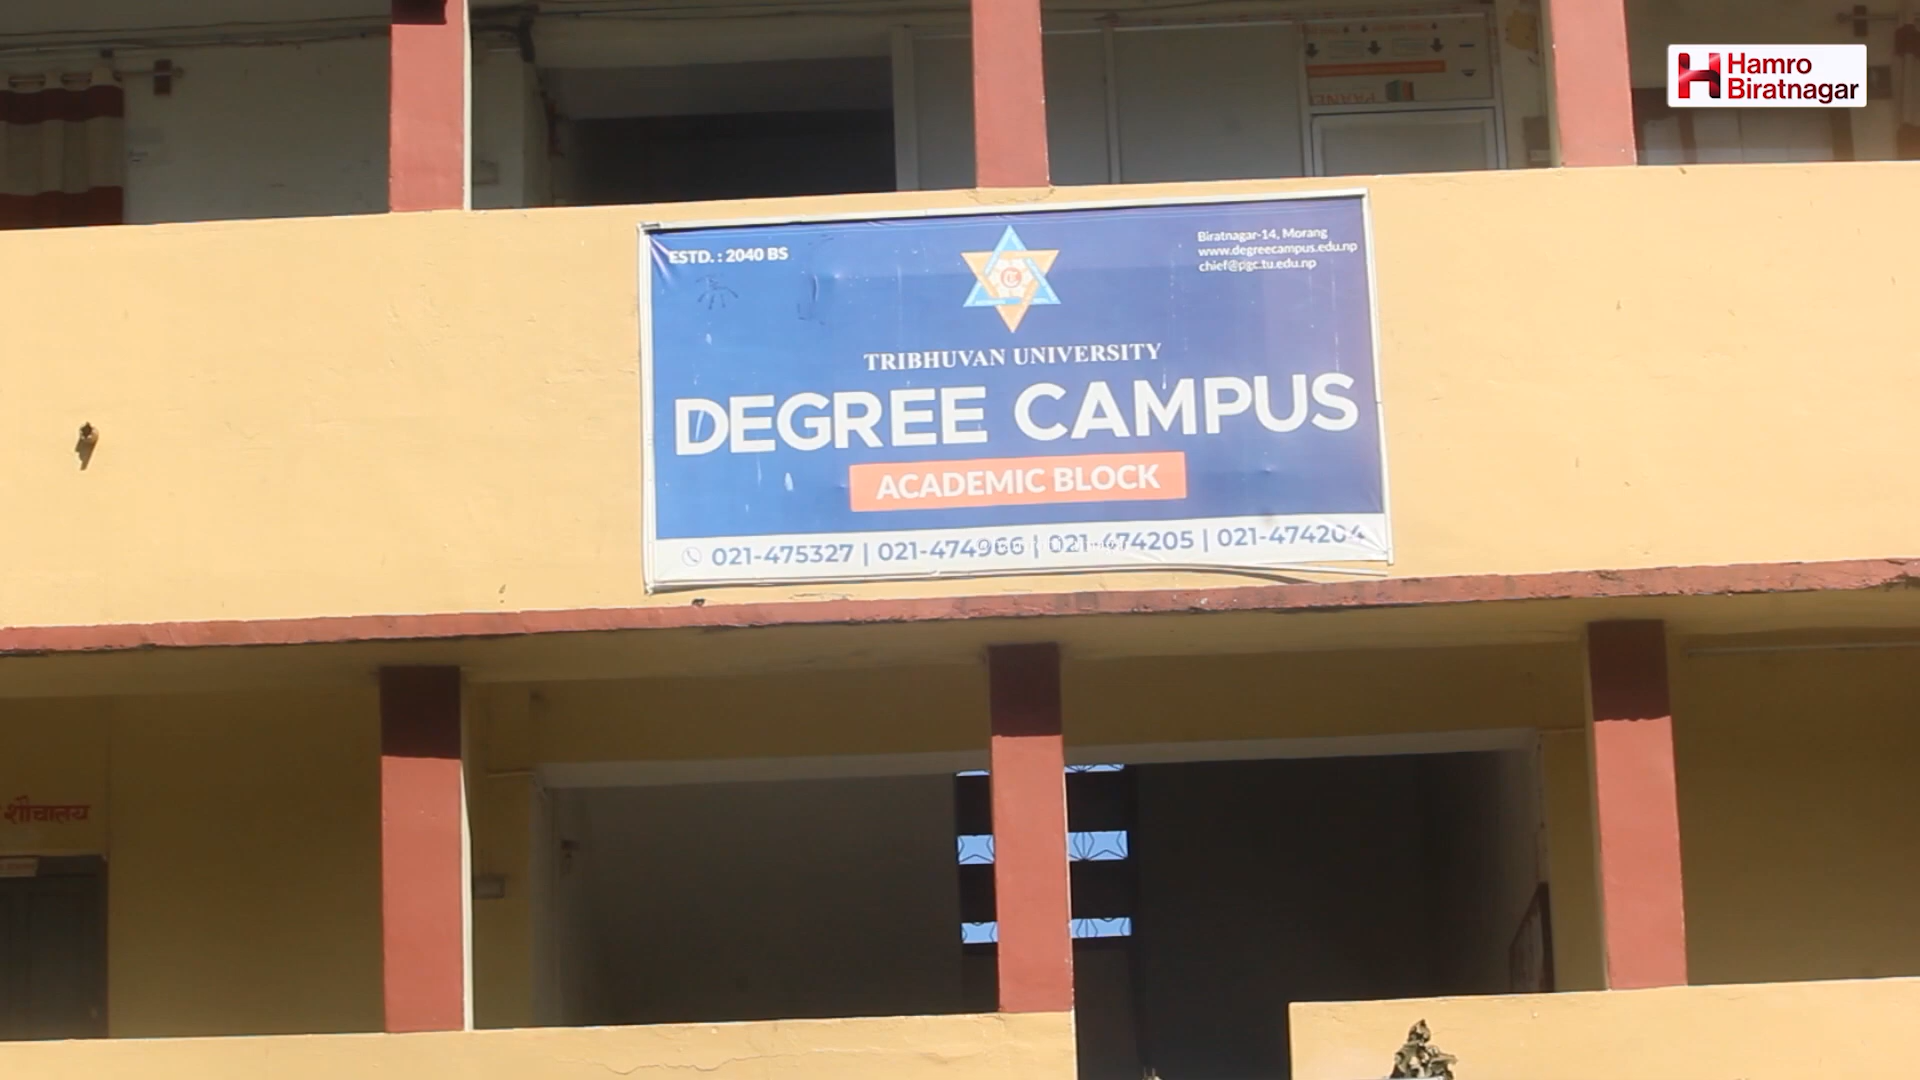 Hamro
Biratnagar
ESTD. : 2040 BS
Biratnagar-14, Morang
www.degreecampus.edu.np
chief@pgc.tu.edu.np
TRIBHUVAN UNIVERSITY
DEGREE CAMPUS
ACADEMIC BLOCK
021-475327 | 021-474966 | 021-474205 | 021-474204
शौचालय